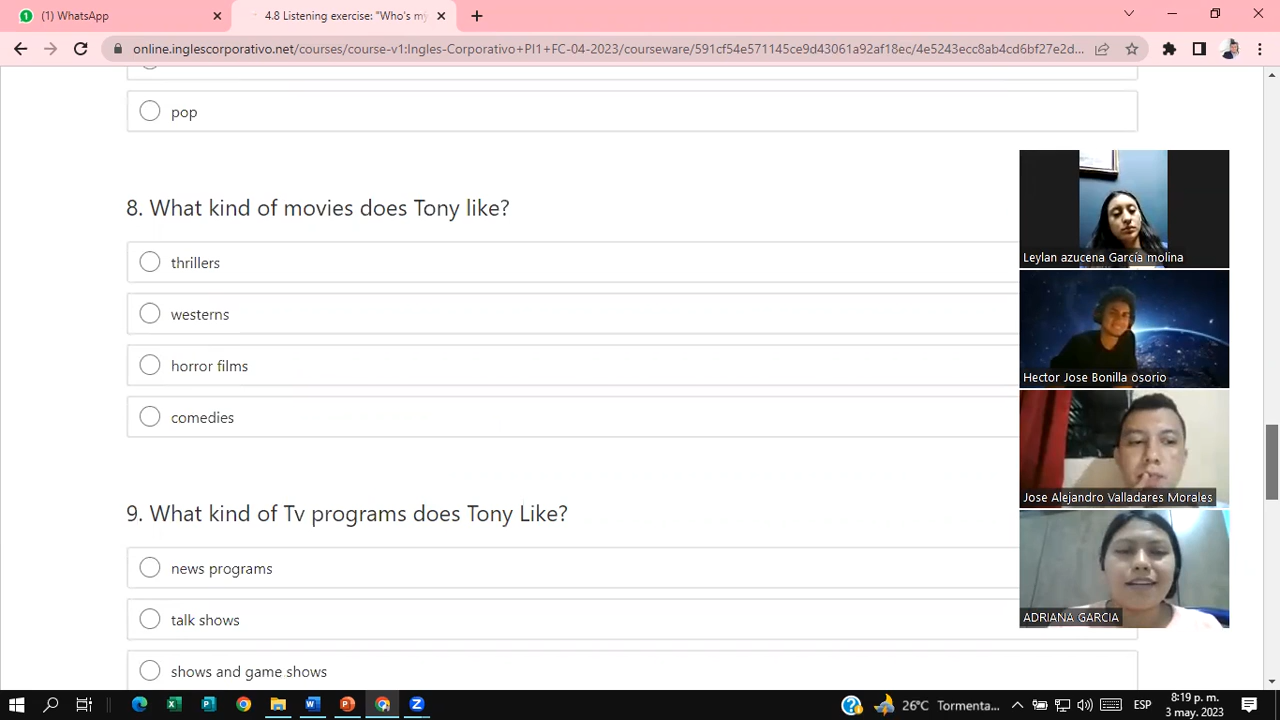 (1) WhatsApp
4.8 Listening exercise: "Who's my
online.inglescorporativo.net/courses/course-v1:Ingles-Corporativo+PI1+FC-04-2023/courseware/591cf54e571145ce9d43061a92af18ec/4e5243ecc8ab4cd6bf27e2d...
pop
8. What kind of movies does Tony like?
thrillers
westerns
horror films
comedies
9. What kind of Tv programs does Tony Like?
news programs
talk shows
shows and game shows
Leylan azucena Garcia molina
Hector Jose Bonilla osorio
Jose Alejandro Valladares Morales
ADRIANA GARCIA
26°C Tormenta...
ESP
8:19 p. m.
3 may. 2023